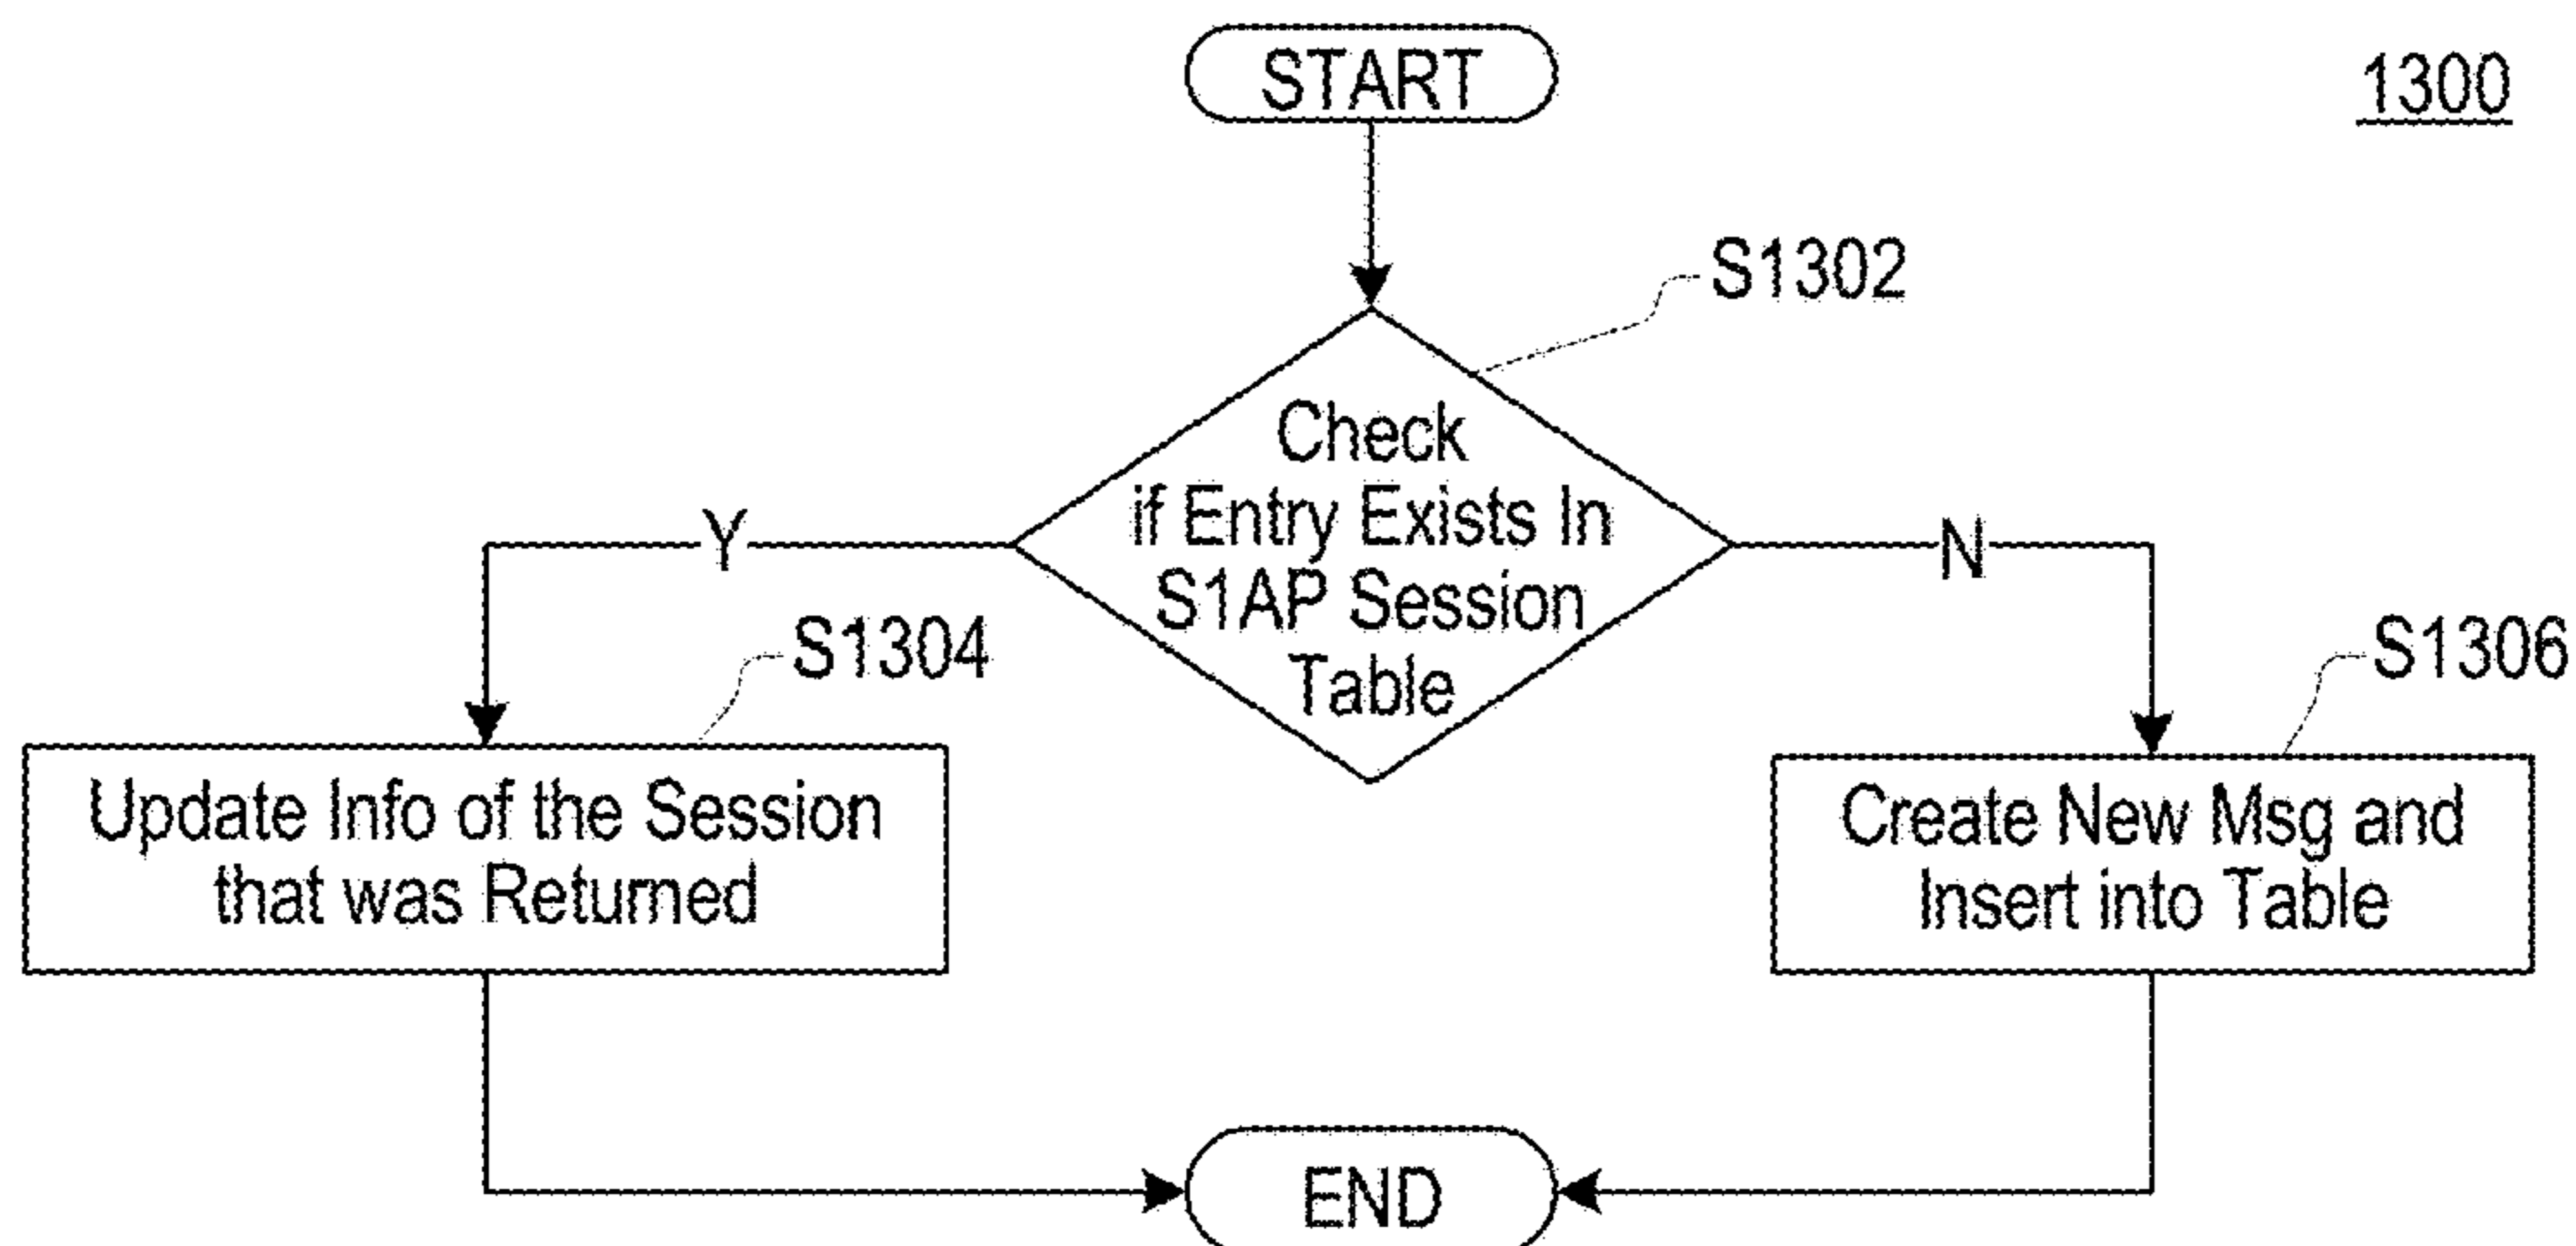 START
1300
S1302
Check
if Entry Exists In
S1AP Session
Table
Y
N
S1304
S1306
Update Info of the Session
that was Returned
Create New Msg and
Insert into Table
END